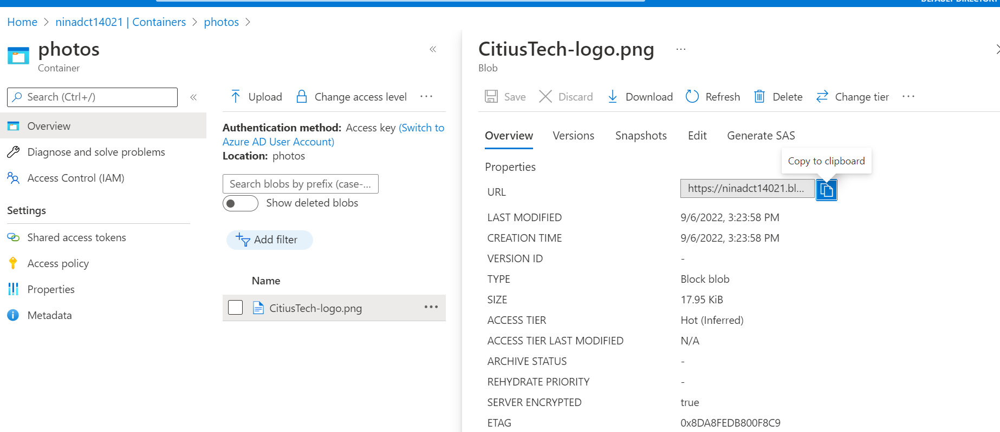 DEFAULT DIRECTORY
Home > ninadct14021 | Containers > photos >
photos
Container
Search (Ctrl+/)
Overview
Diagnose and solve problems
Access Control (IAM)
Settings
Shared access tokens
Access policy
Properties
Metadata
Upload
Change access level
Authentication method: Access key (Switch to
Azure AD User Account)
Location: photos
Search blobs by prefix (case-...
Show deleted blobs
Add filter
Name
CitiusTech-logo.png
CitiusTech-logo.png
Blob
Save Discard Download Refresh Delete Change tier
Overview Versions Snapshots Edit Generate SAS
Copy to clipboard
Properties
URL https://ninadct14021.bl...
LAST MODIFIED 9/6/2022, 3:23:58 PM
CREATION TIME 9/6/2022, 3:23:58 PM
VERSION ID -
TYPE Block blob
SIZE 17.95 KiB
ACCESS TIER Hot (Inferred)
ACCESS TIER LAST MODIFIED N/A
ARCHIVE STATUS -
REHYDRATE PRIORITY -
SERVER ENCRYPTED true
ETAG 0x8DA8FEDB800F8C9